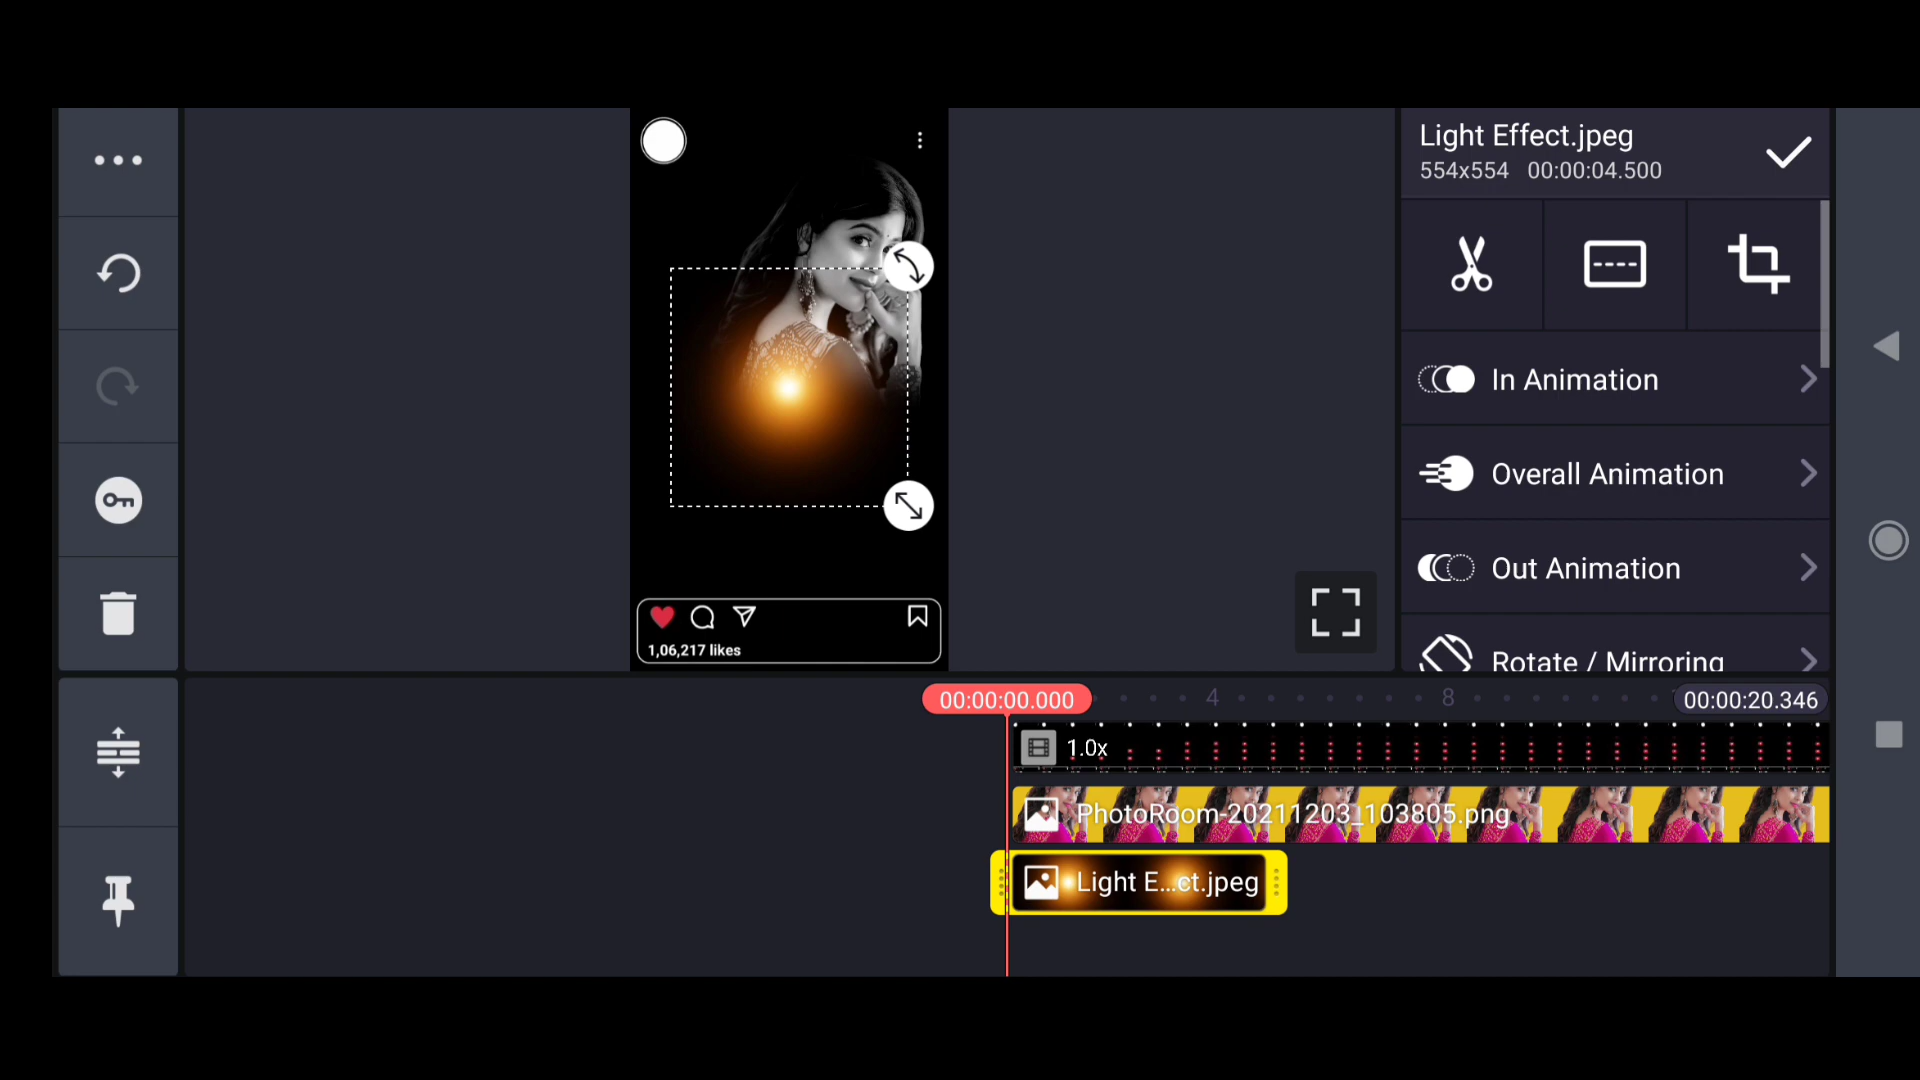 Light Effect.jpeg
554x554 00:00:04.500
In Animation
Overall Animation
Out Animation
Rotate / Mirroring
1,06,217 likes
00:00:00.000 4 8 00:00:20.346
1.0x
PhotoRoom-20211203_103805.png
Light E...ct.jpeg